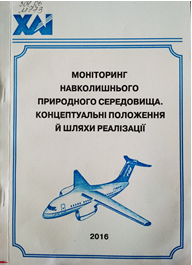 ХАІ
МОНІТОРИНГ
НАВКОЛИШНЬОГО
ПРИРОДНОГО СЕРЕДОВИЩА.
КОНЦЕПТУАЛЬНІ ПОЛОЖЕННЯ
Й ШЛЯХИ РЕАЛІЗАЦІЇ
2016